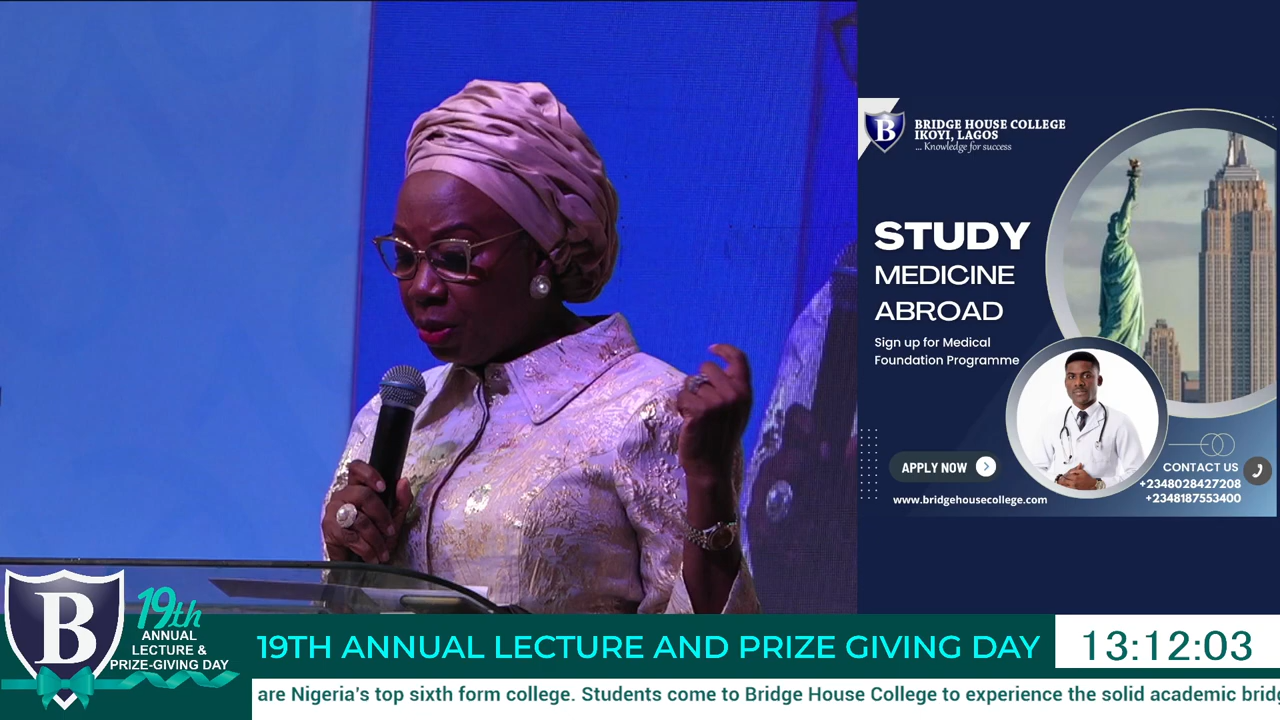 B
BRIDGE HOUSE COLLEGE
IKOYI, LAGOS
... Knowledge for success
STUDY
MEDICINE
ABROAD
Sign up for Medical
Foundation Programme
APPLY NOW
www.bridgehousecollege.com
CONTACT US
+2348028427208
+2348187553400
B
19th
ANNUAL
LECTURE &
PRIZE-GIVING DAY
19TH ANNUAL LECTURE AND PRIZE GIVING DAY
13:12:03
are Nigeria's top sixth form college. Students come to Bridge House College to experience the solid academic bridg